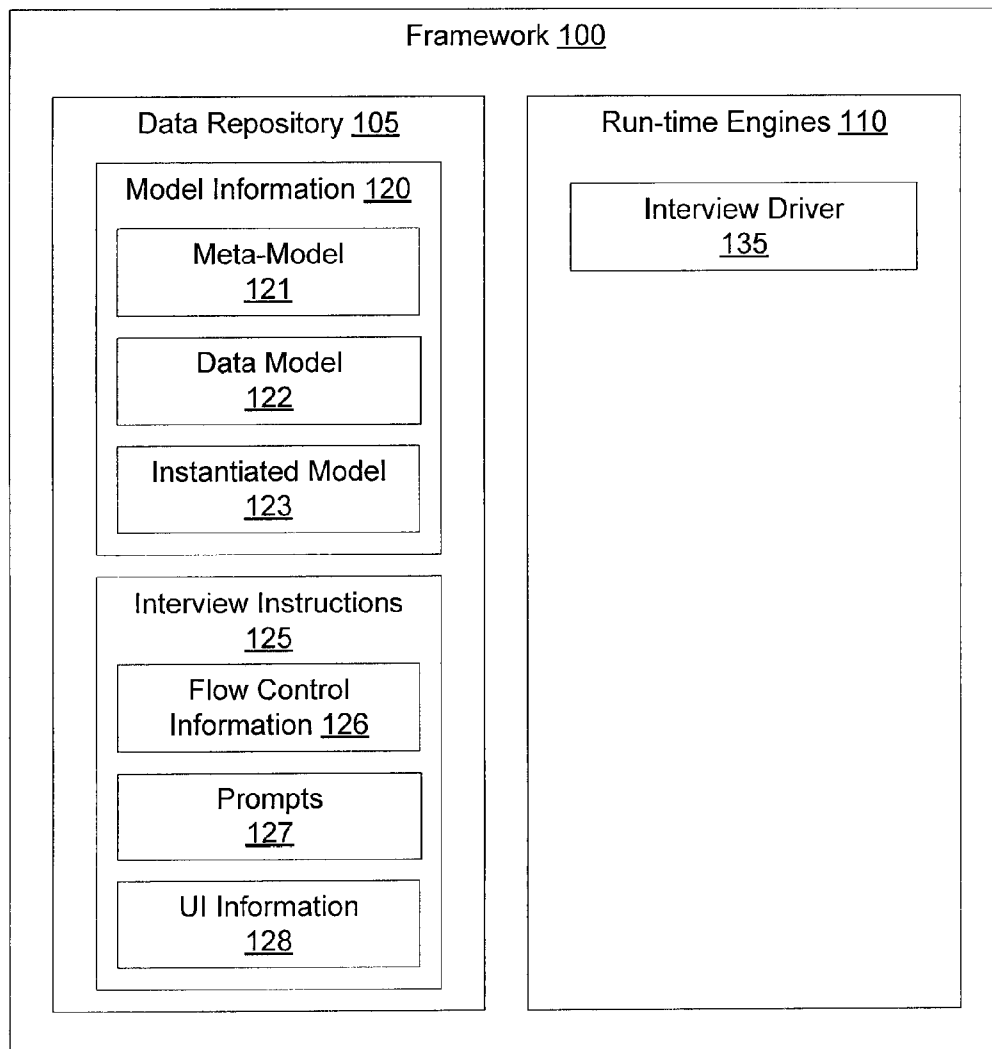 Framework 100
Data Repository 105
Model Information 120
Meta-Model
121
Data Model
122
Instantiated Model
123
Interview Instructions
125
Flow Control
Information 126
Prompts
127
UI Information
128
Run-time Engines 110
Interview Driver
135